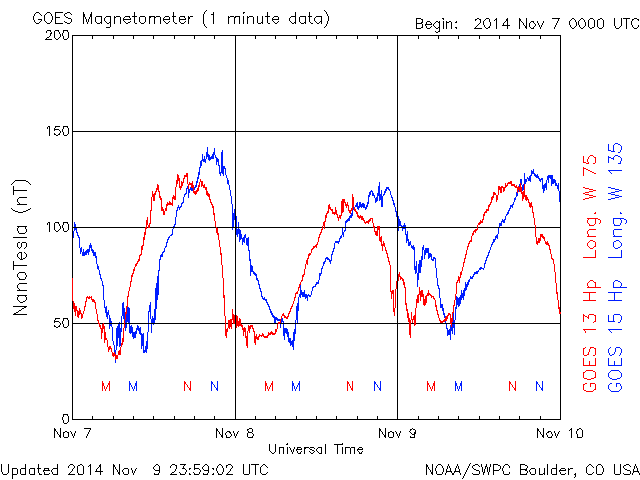 GOES Magnetometer (1 minute data)
Begin: 2014 Nov 7 0000 UTC
200
150
100
50
0
NanoTesla (nT)
M M N N M M N N M M N N
Nov 7 Nov 8 Nov 9 Nov 10
Universal Time
GOES 13 Hp Long. W 75
GOES 15 Hp Long. W 135
Updated 2014 Nov 9 23:59:02 UTC
NOAA/SWPC Boulder, CO USA